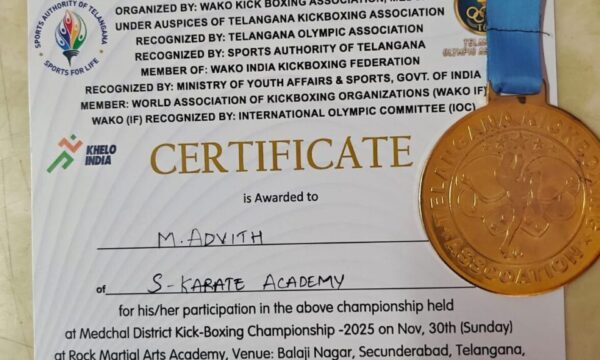 SPORTS AUTHORITY OF TELANGANA
SPORTS FOR LIFE
ORGANIZED BY: WAKO KICK BOXING ASSOCIATION,
UNDER AUSPICES OF TELANGANA KICKBOXING ASSOCIATION
RECOGNIZED BY: TELANGANA OLYMPIC ASSOCIATION
RECOGNIZED BY: SPORTS AUTHORITY OF TELANGANA
MEMBER OF: WAKO INDIA KICKBOXING FEDERATION
RECOGNIZED BY: MINISTRY OF YOUTH AFFAIRS & SPORTS, GOVT. OF INDIA
MEMBER: WORLD ASSOCIATION OF KICKBOXING ORGANIZATIONS (WAKO IF)
WAKO (IF) RECOGNIZED BY: INTERNATIONAL OLYMPIC COMMITTEE (IOC)
KHELO
INDIA
CERTIFICATE
is Awarded to
M. ADVITH
of S-KARATE ACADEMY
for his/her participation in the above championship held
at Medchal District Kick-Boxing Championship -2025 on Nov, 30th (Sunday)
at Rock Martial Arts Academy, Venue: Balaji Nagar, Secunderabad, Telangana,
TELANGANA KICKBOX
ASSOCIATION